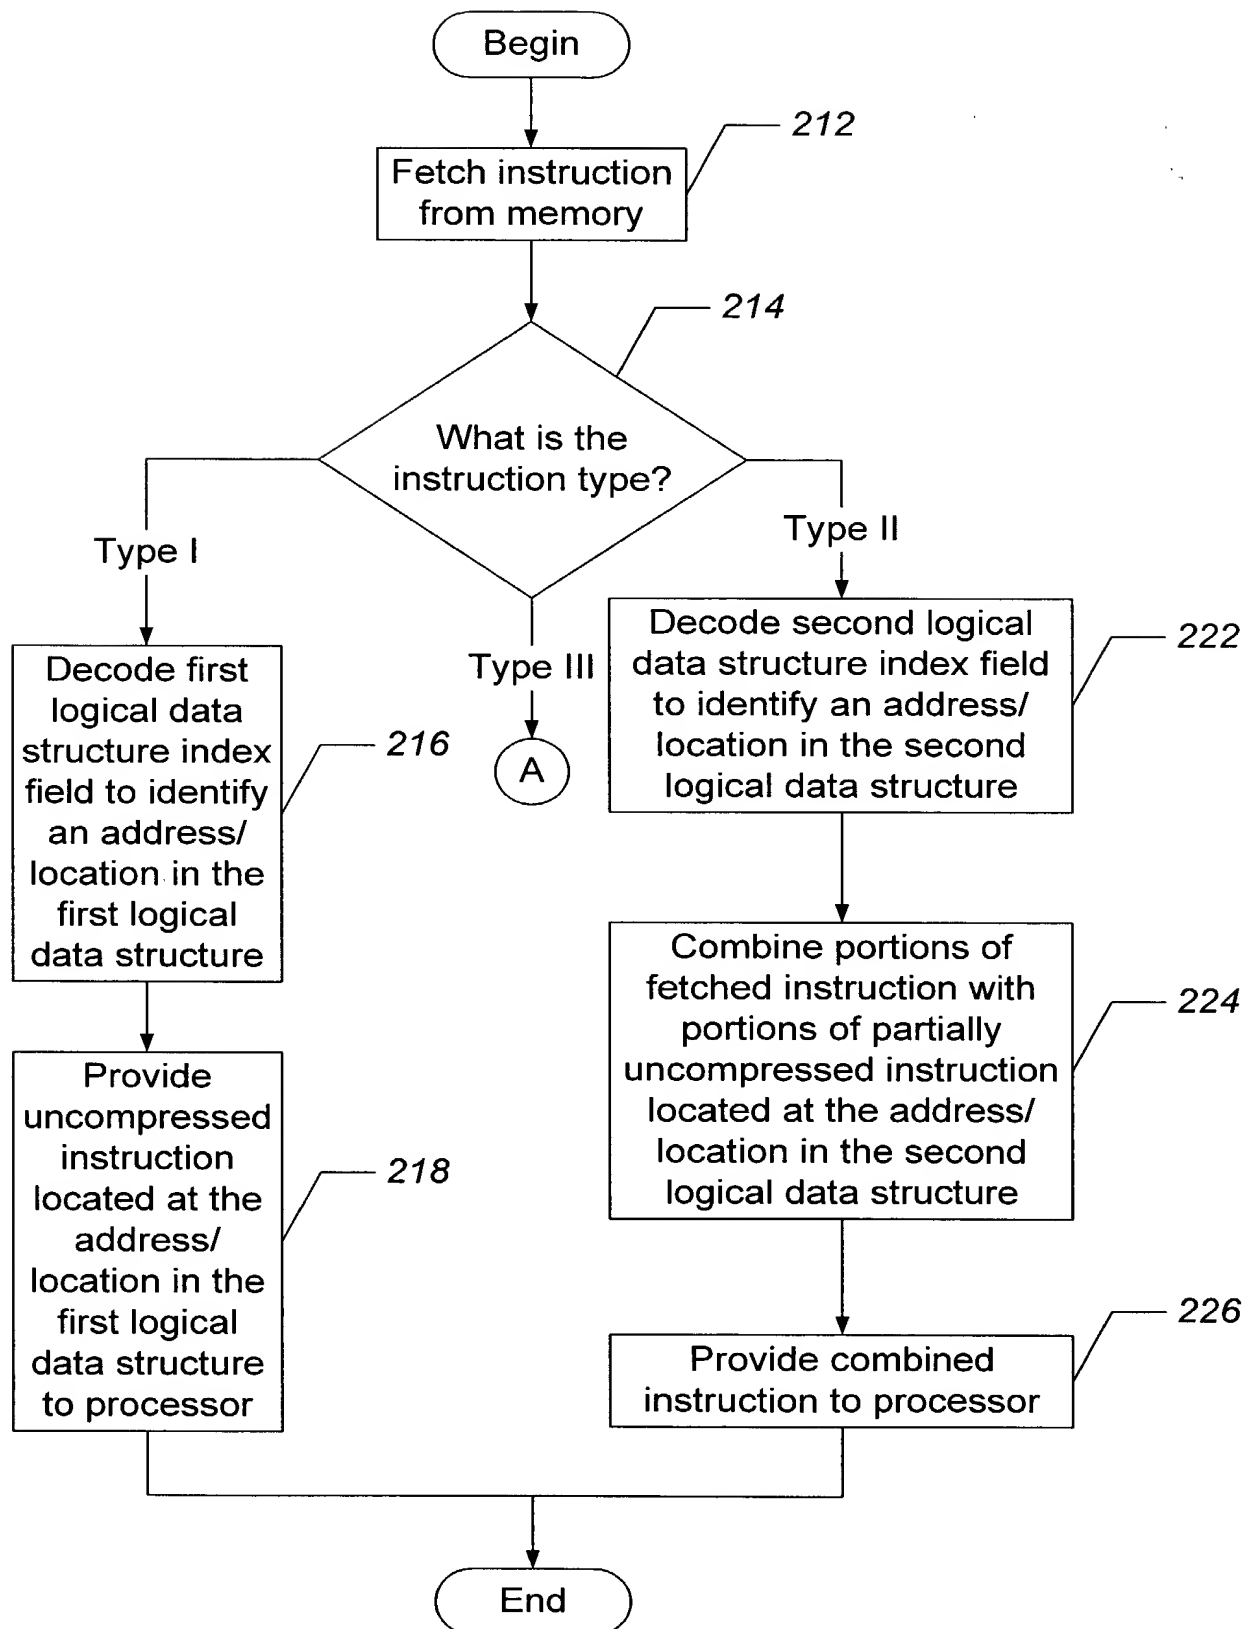 Begin
212
Fetch instruction
from memory
214
What is the
instruction type?
Type I
Type II
Type III
A
Decode first
logical data
structure index
field to identify
an address/
location in the
first logical
data structure
216
Decode second logical
data structure index field
to identify an address/
location in the second
logical data structure
222
Combine portions of
fetched instruction with
portions of partially
uncompressed instruction
located at the address/
location in the second
logical data structure
224
Provide
uncompressed
instruction
located at the
address/
location in the
first logical
data structure
to processor
218
Provide combined
instruction to processor
226
End